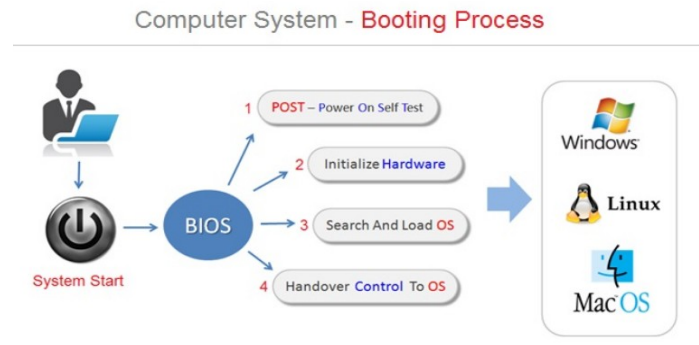 Computer System - Booting Process
1 POST – Power On Self Test
2 Initialize Hardware
BIOS
3 Search And Load OS
4 Handover Control To OS
System Start
Windows
Linux
Mac OS